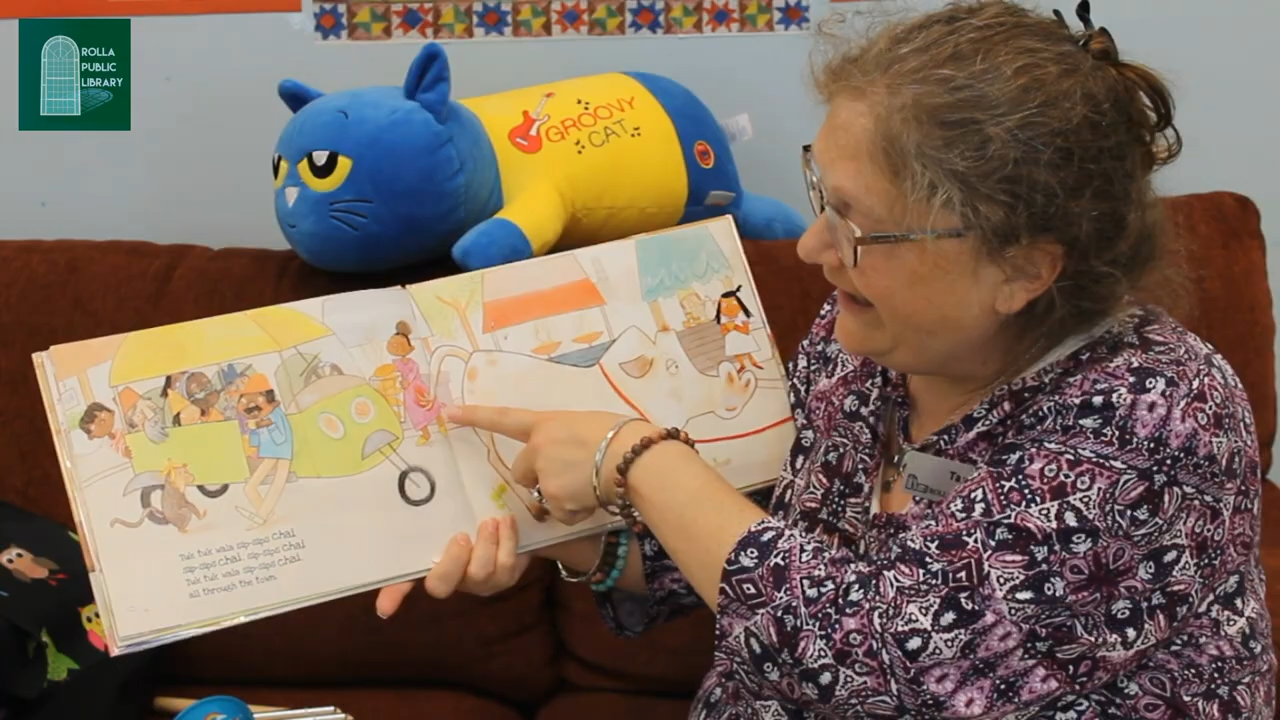 ROLLA
PUBLIC
LIBRARY
GROOVY
CAT
Tuk tuk wala sip-sips chai
sip-sips chai, sip-sips chai
Tuk tuk wala sip-sips chai,
all through the town.